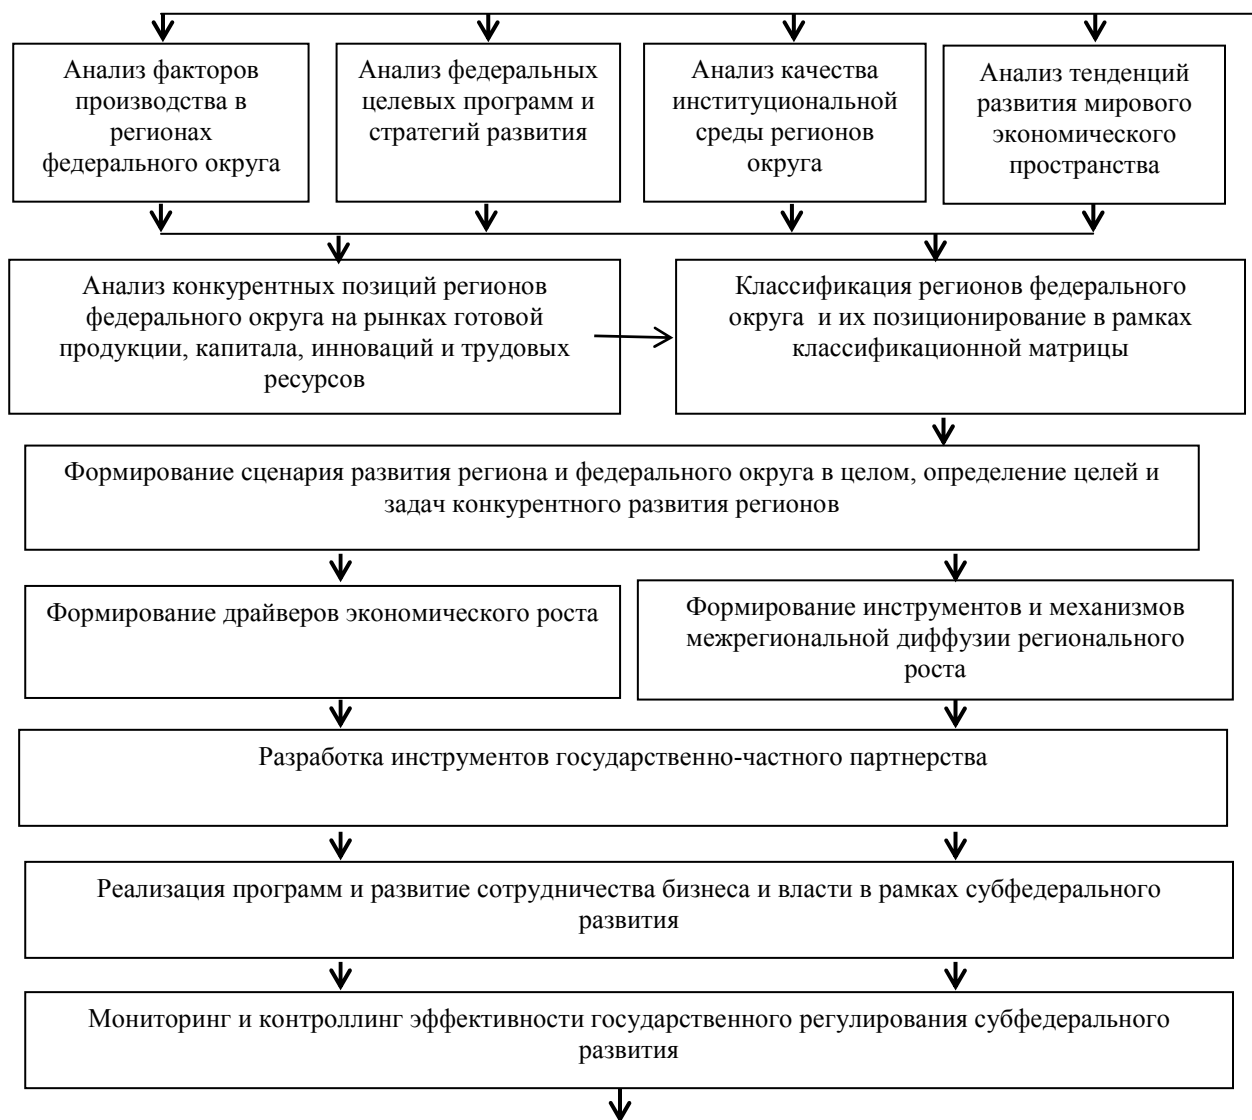 Анализ факторов
производства в
регионах
федерального округа
Анализ федеральных
целевых программ и
стратегий развития
Анализ качества
институциональной
среды регионов
округа
Анализ тенденций
развития мирового
экономического
пространства
Анализ конкурентных позиций регионов
федерального округа на рынках готовой
продукции, капитала, инноваций и трудовых
ресурсов
Классификация регионов федерального
округа и их позиционирование в рамках
классификационной матрицы
Формирование сценария развития региона и федерального округа в целом, определение целей и
задач конкурентного развития регионов
Формирование драйверов экономического роста
Формирование инструментов и механизмов
межрегиональной диффузии регионального
роста
Разработка инструментов государственно-частного партнерства
Реализация программ и развитие сотрудничества бизнеса и власти в рамках субфедерального
развития
Мониторинг и контроллинг эффективности государственного регулирования субфедерального
развития